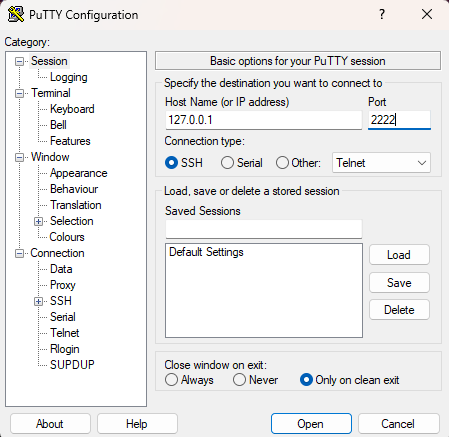 PuTTY Configuration
?
Category:
Session
Logging
Terminal
Keyboard
Bell
Features
Window
Appearance
Behaviour
Translation
Selection
Colours
Connection
Data
Proxy
SSH
Serial
Telnet
Rlogin
SUPDUP
Basic options for your PuTTY session
Specify the destination you want to connect to
Host Name (or IP address) Port
127.0.0.1 2222
Connection type:
SSH Serial Other: Telnet
Load, save or delete a stored session
Saved Sessions
Default Settings
Load
Save
Delete
Close window on exit:
Always Never Only on clean exit
About Help Open Cancel